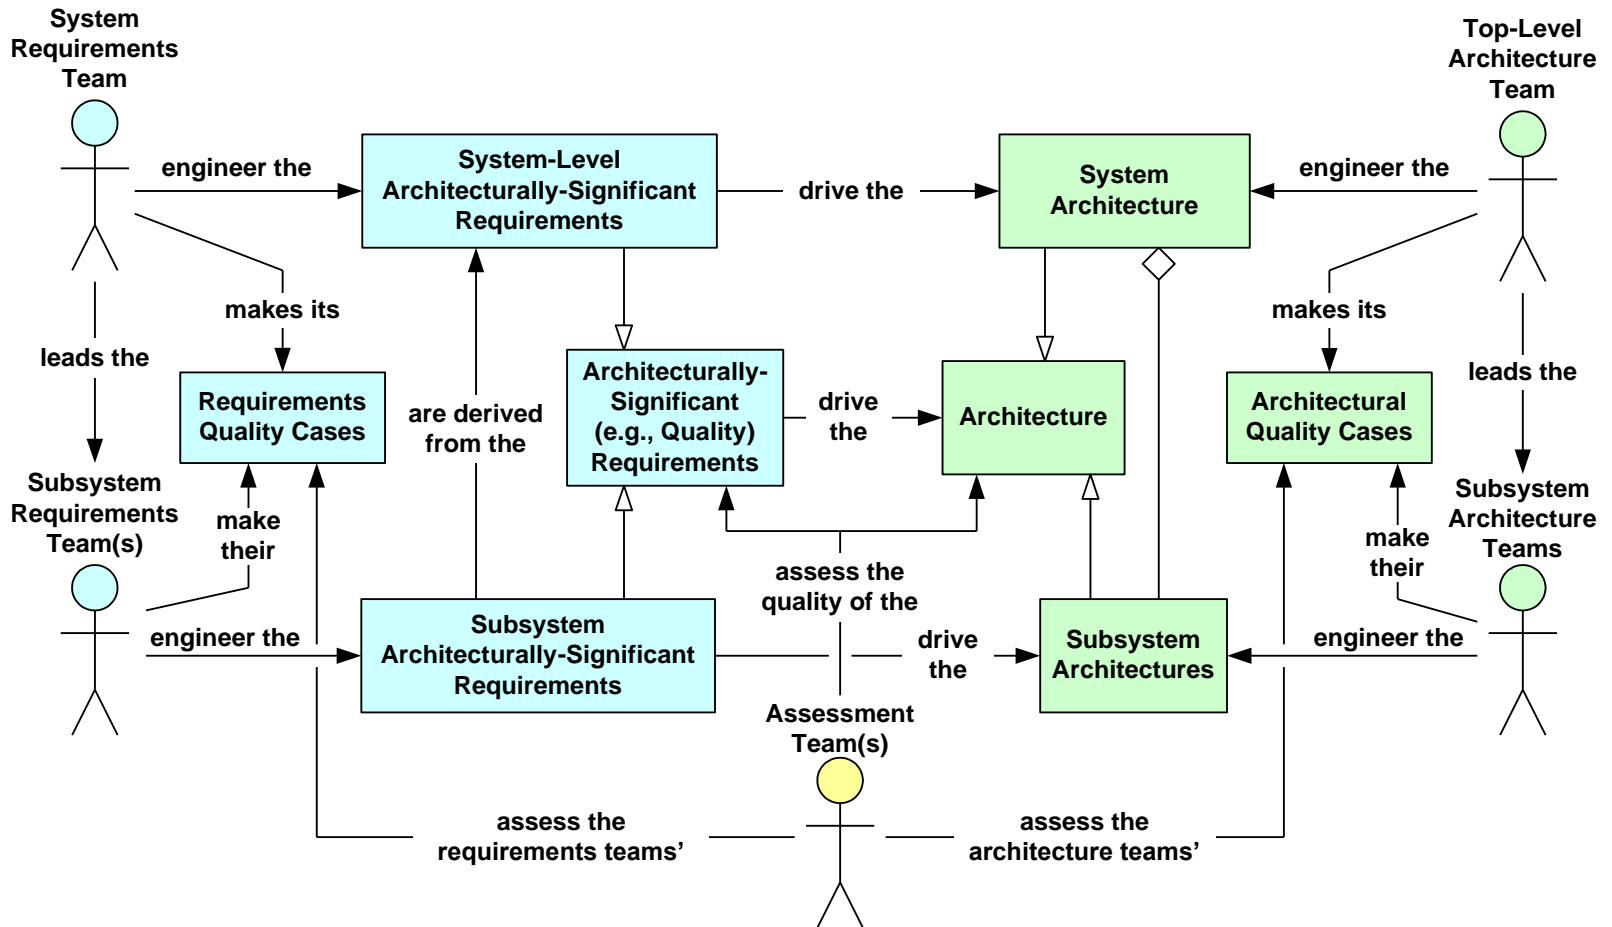 System
Requirements
Team
Top-Level
Architecture
Team
engineer the
System-Level
Architecturally-Significant
Requirements
drive the
System
Architecture
engineer the
makes its
makes its
leads the
leads the
Requirements
Quality Cases
are derived
from the
Architecturally-
Significant
(e.g., Quality)
Requirements
drive
the
Architecture
Architectural
Quality Cases
Subsystem
Requirements
Team(s)
make
their
Subsystem
Architecture
Teams
make
their
assess the
quality of the
engineer the
Subsystem
Architecturally-Significant
Requirements
drive
the
Subsystem
Architectures
engineer the
Assessment
Team(s)
assess the
requirements teams’
assess the
architecture teams’